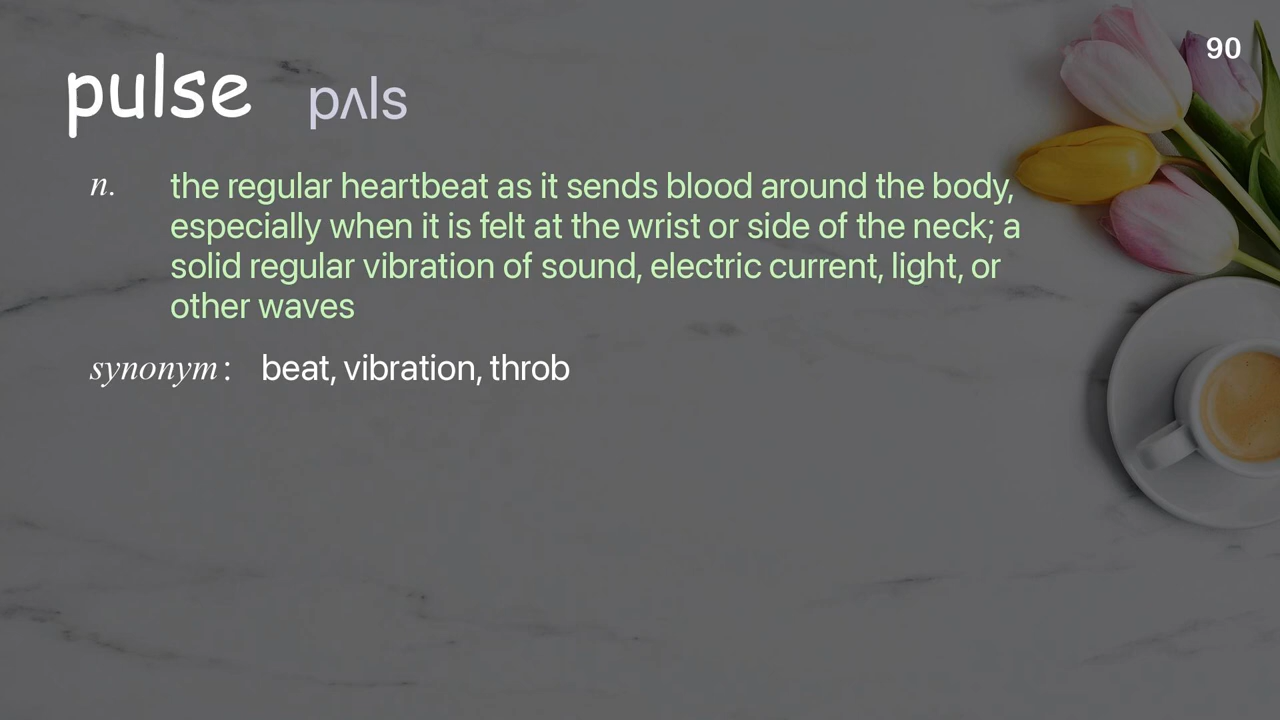 90
pulse pʌls
n. the regular heartbeat as it sends blood around the body,
especially when it is felt at the wrist or side of the neck; a
solid regular vibration of sound, electric current, light, or
other waves
synonym: beat, vibration, throb